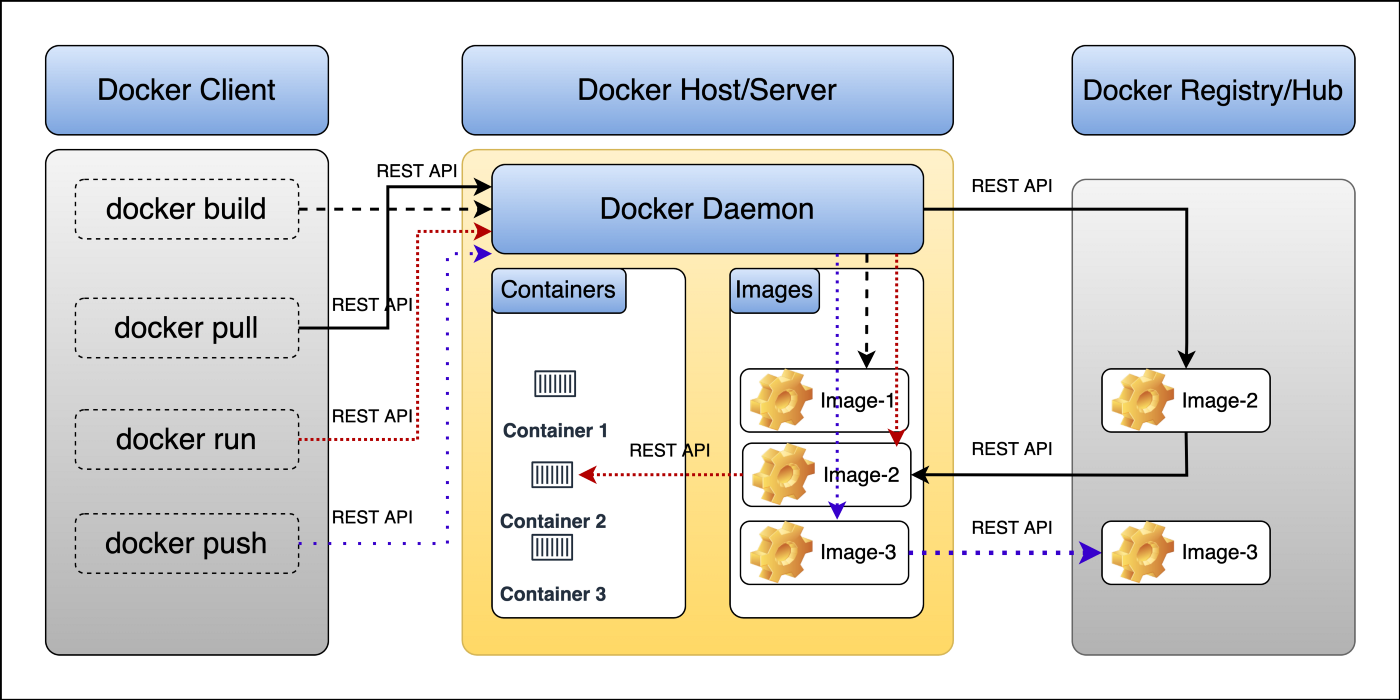 Docker Client
Docker Host/Server
Docker Registry/Hub
REST API
docker build
Docker Daemon
REST API
docker pull
REST API
docker run
REST API
docker push
REST API
Containers
Container 1
Container 2
Container 3
REST API
Images
Image-1
Image-2
Image-3
REST API
REST API
Image-2
Image-3